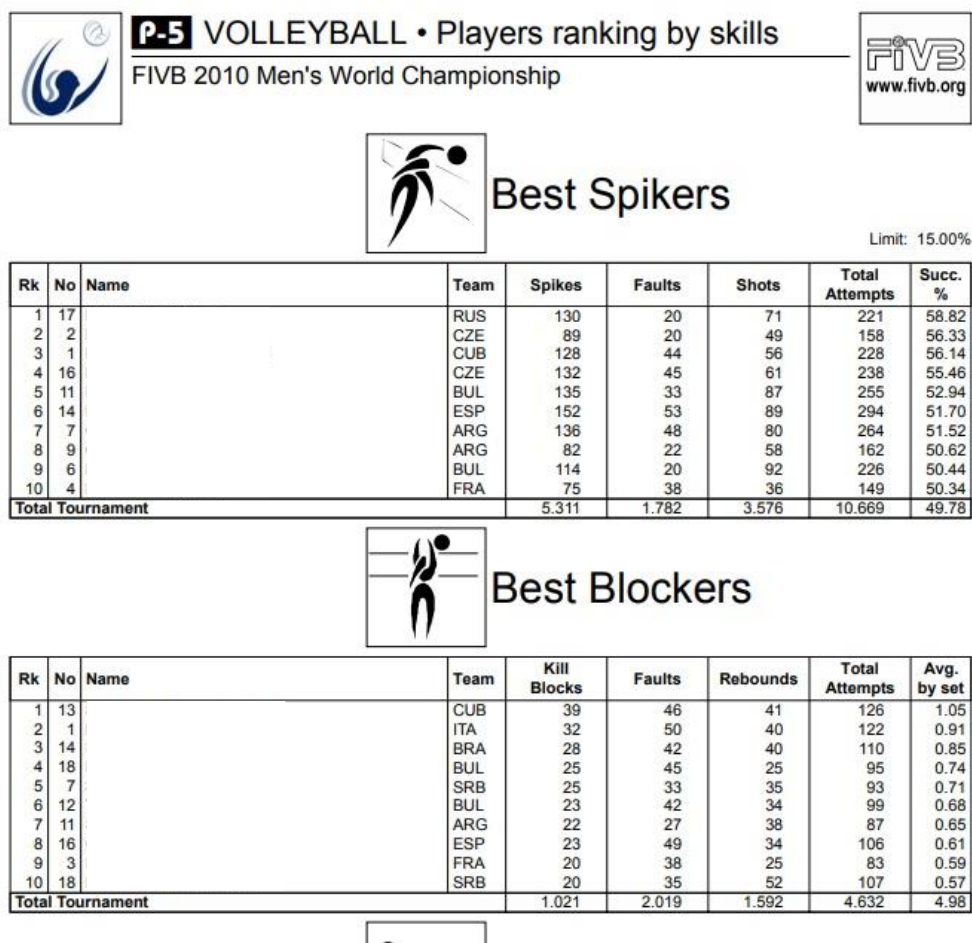 P-5 VOLLEYBALL • Players ranking by skills
FIVB 2010 Men's World Championship
FIVB
www.fivb.org
Best Spikers
Limit: 15.00%
Rk No Name Team Spikes Faults Shots Total Attempts Succ. %
1 17 RUS 130 20 71 221 58.82
2 2 CZE 89 20 49 158 56.33
3 1 CUB 128 44 56 228 56.14
4 16 CZE 132 45 61 238 55.46
5 11 BUL 135 33 87 255 52.94
6 14 ESP 152 53 89 294 51.70
7 7 ARG 136 48 80 264 51.52
8 9 ARG 82 22 58 162 50.62
9 6 BUL 114 20 92 226 50.44
10 4 FRA 75 38 36 149 50.34
Total Tournament 5.311 1.782 3.576 10.669 49.78
Best Blockers
Rk No Name Team Kill Blocks Faults Rebounds Total Attempts Avg. by set
1 13 CUB 39 46 41 126 1.05
2 1 ITA 32 50 40 122 0.91
3 14 BRA 28 42 40 110 0.85
4 18 BUL 25 45 25 95 0.74
5 7 SRB 25 33 35 93 0.71
6 12 BUL 23 42 34 99 0.68
7 11 ARG 22 27 38 87 0.65
8 16 ESP 23 49 34 106 0.61
9 3 FRA 20 38 25 83 0.59
10 18 SRB 20 35 52 107 0.57
Total Tournament 1.021 2.019 1.592 4.632 4.98